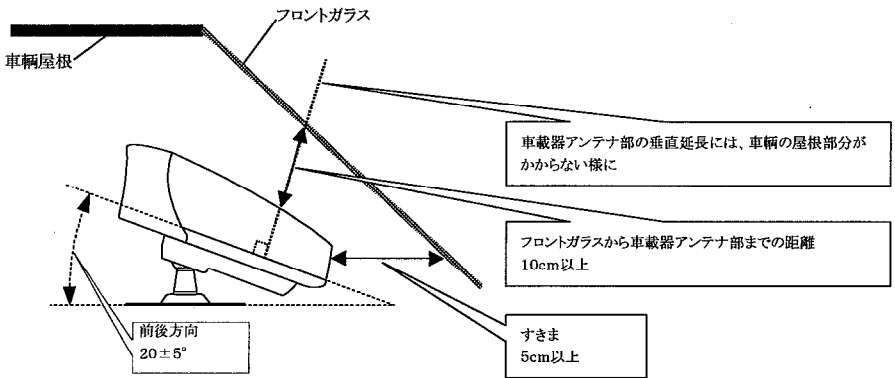 フロントガラス
車輌屋根
車載器アンテナ部の垂直延長には、車輌の屋根部分が
かからない様に
フロントガラスから車載器アンテナ部までの距離
10cm以上
前後方向
20±5°
すきま
5cm以上